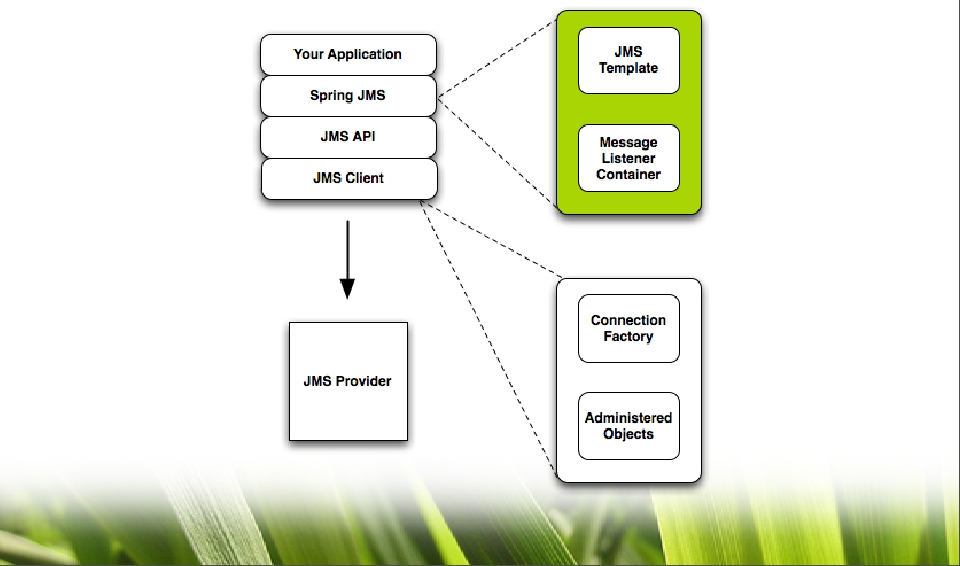 Your Application
Spring JMS
JMS API
JMS Client
JMS Provider
JMS
Template
Message
Listener
Container
Connection
Factory
Administered
Objects